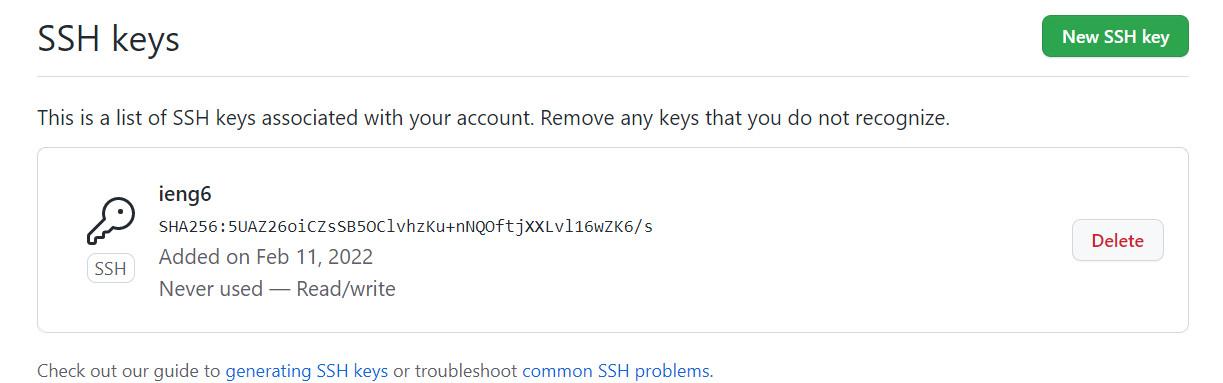 SSH keys
New SSH key
This is a list of SSH keys associated with your account. Remove any keys that you do not recognize.
ieng6
SHA256:5UAZ26oiCZsSB5OClvhzKu+nNQOftjXXLvl16wZK6/s
Added on Feb 11, 2022
Never used — Read/write
SSH
Delete
Check out our guide to generating SSH keys or troubleshoot common SSH problems.